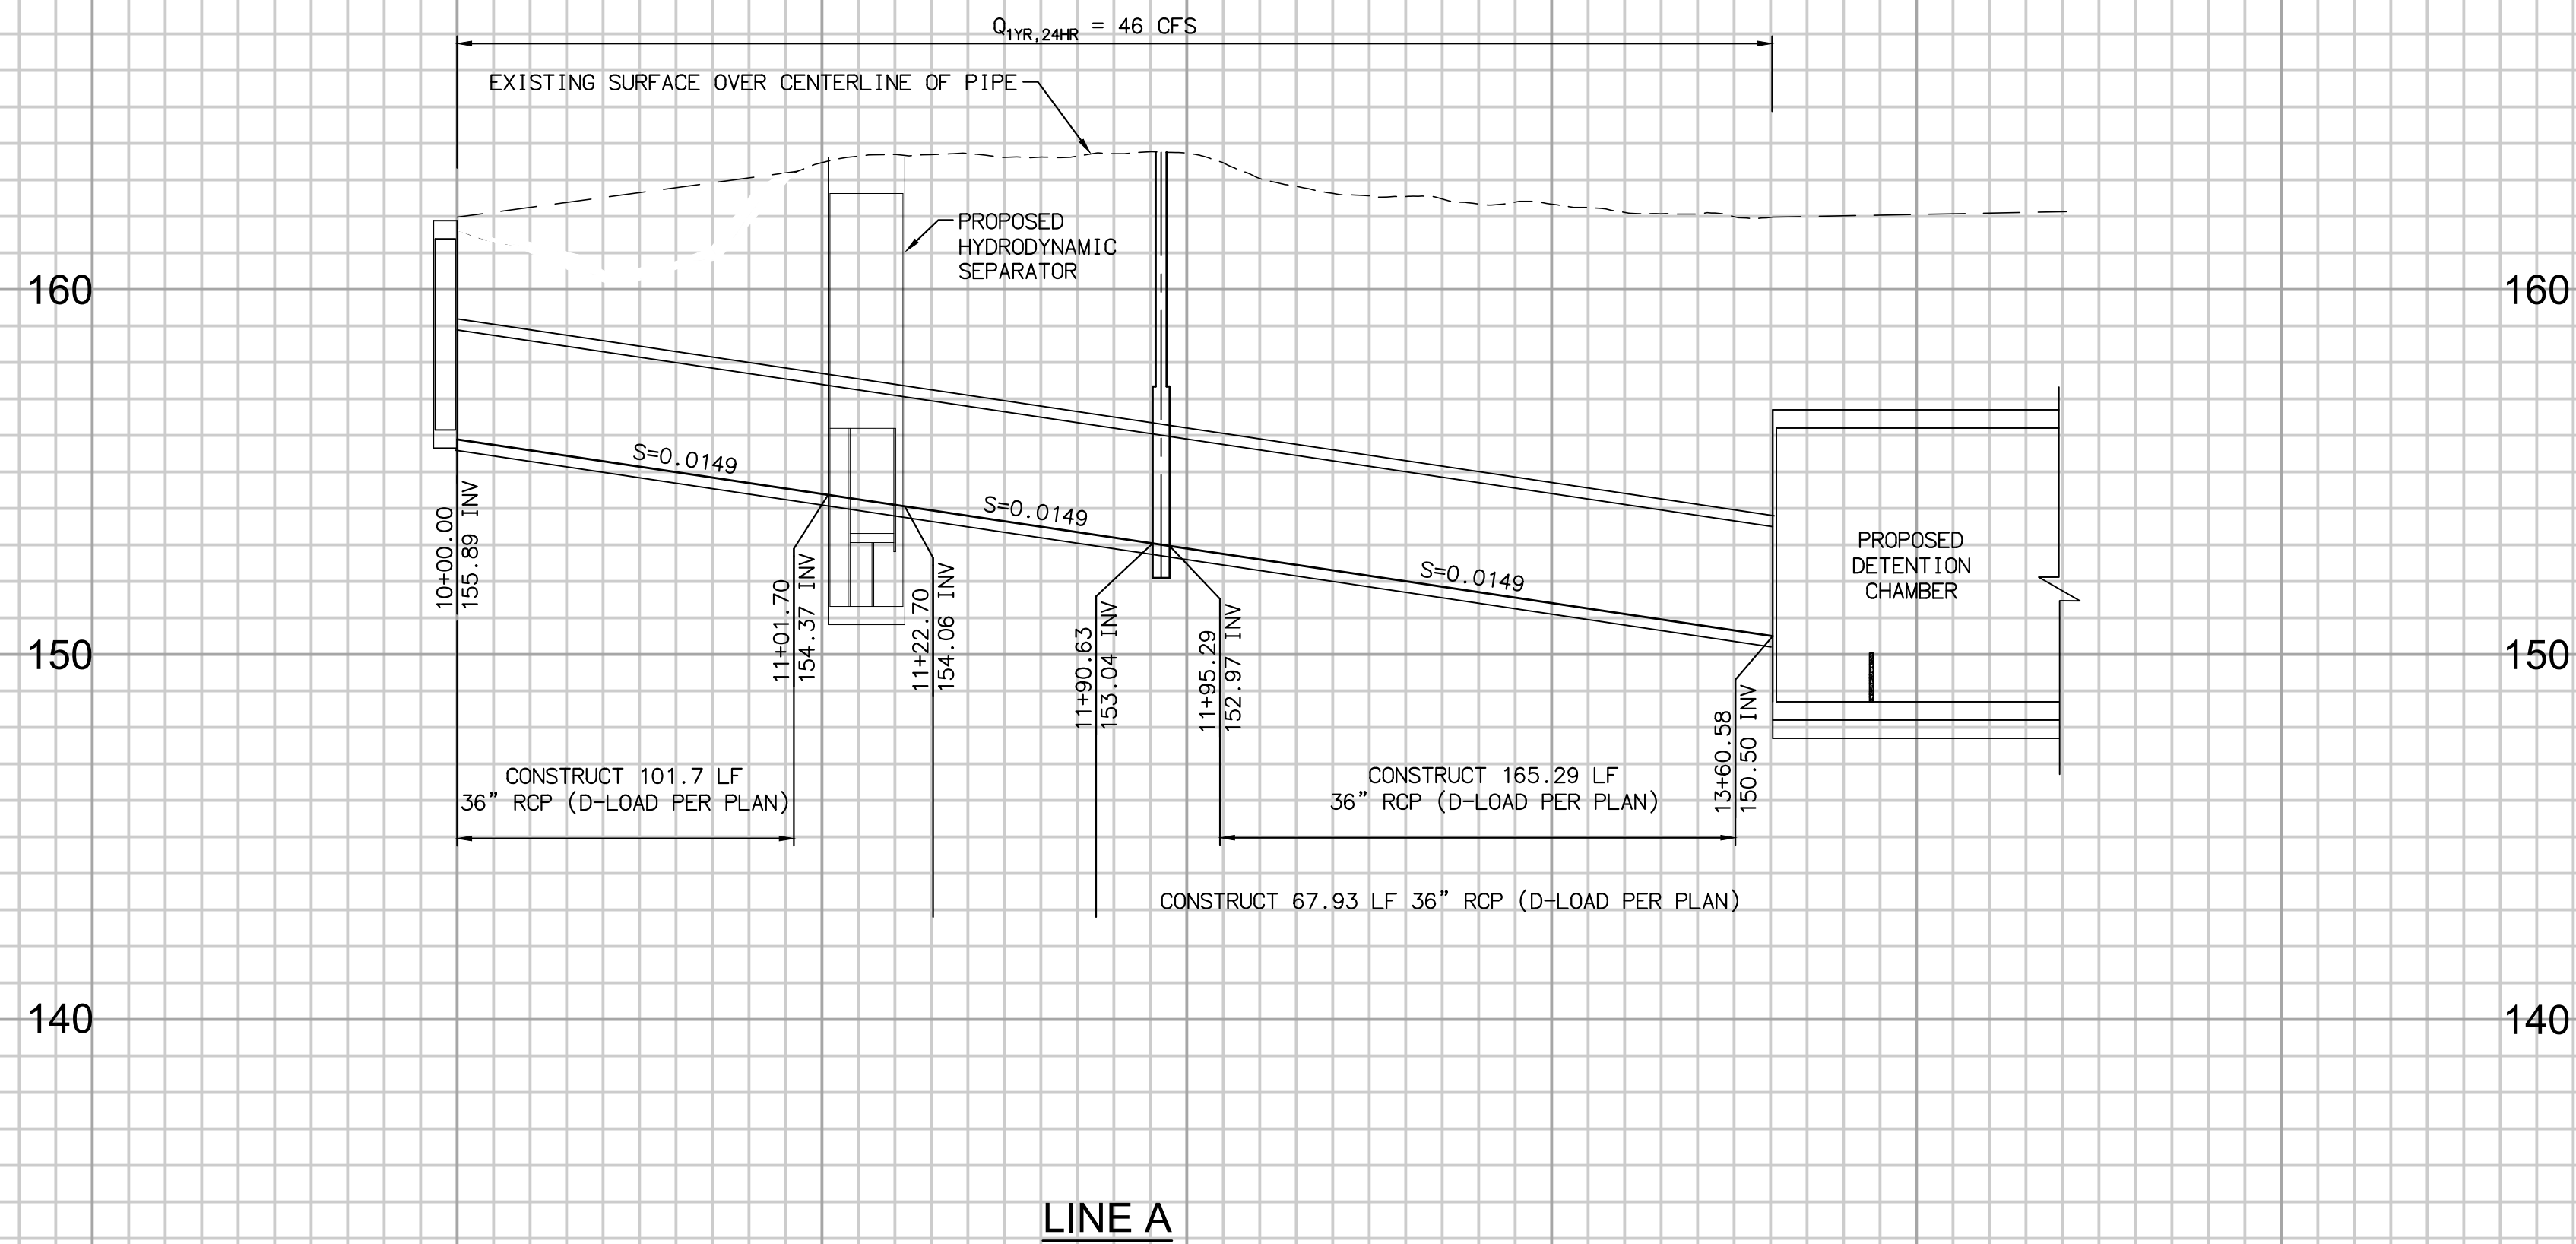 Q1YR,24HR = 46 CFS
EXISTING SURFACE OVER CENTERLINE OF PIPE
PROPOSED
HYDRODYNAMIC
SEPARATOR
160
160
S=0.0149
S=0.0149
S=0.0149
10+00.00
155.89 INV
11+01.70
154.37 INV
11+22.70
154.06 INV
11+90.63
153.04 INV
11+95.29
152.97 INV
13+60.58
150.50 INV
PROPOSED
DETENTION
CHAMBER
150
150
CONSTRUCT 101.7 LF
36” RCP (D-LOAD PER PLAN)
CONSTRUCT 165.29 LF
36” RCP (D-LOAD PER PLAN)
CONSTRUCT 67.93 LF 36” RCP (D-LOAD PER PLAN)
140
140
LINE A